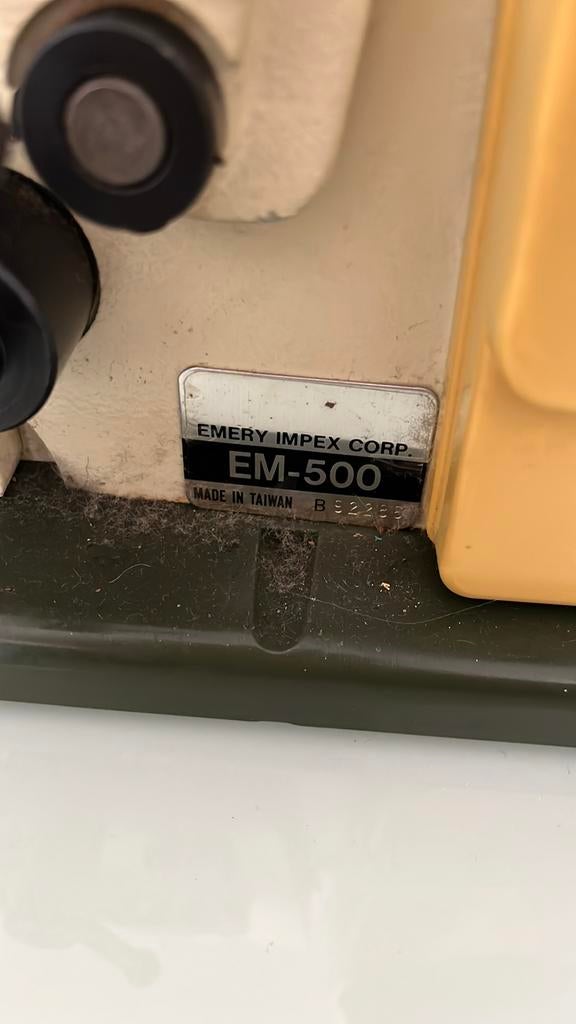 EMERY IMPEX CORP.
EM-500
MADE IN TAIWAN B